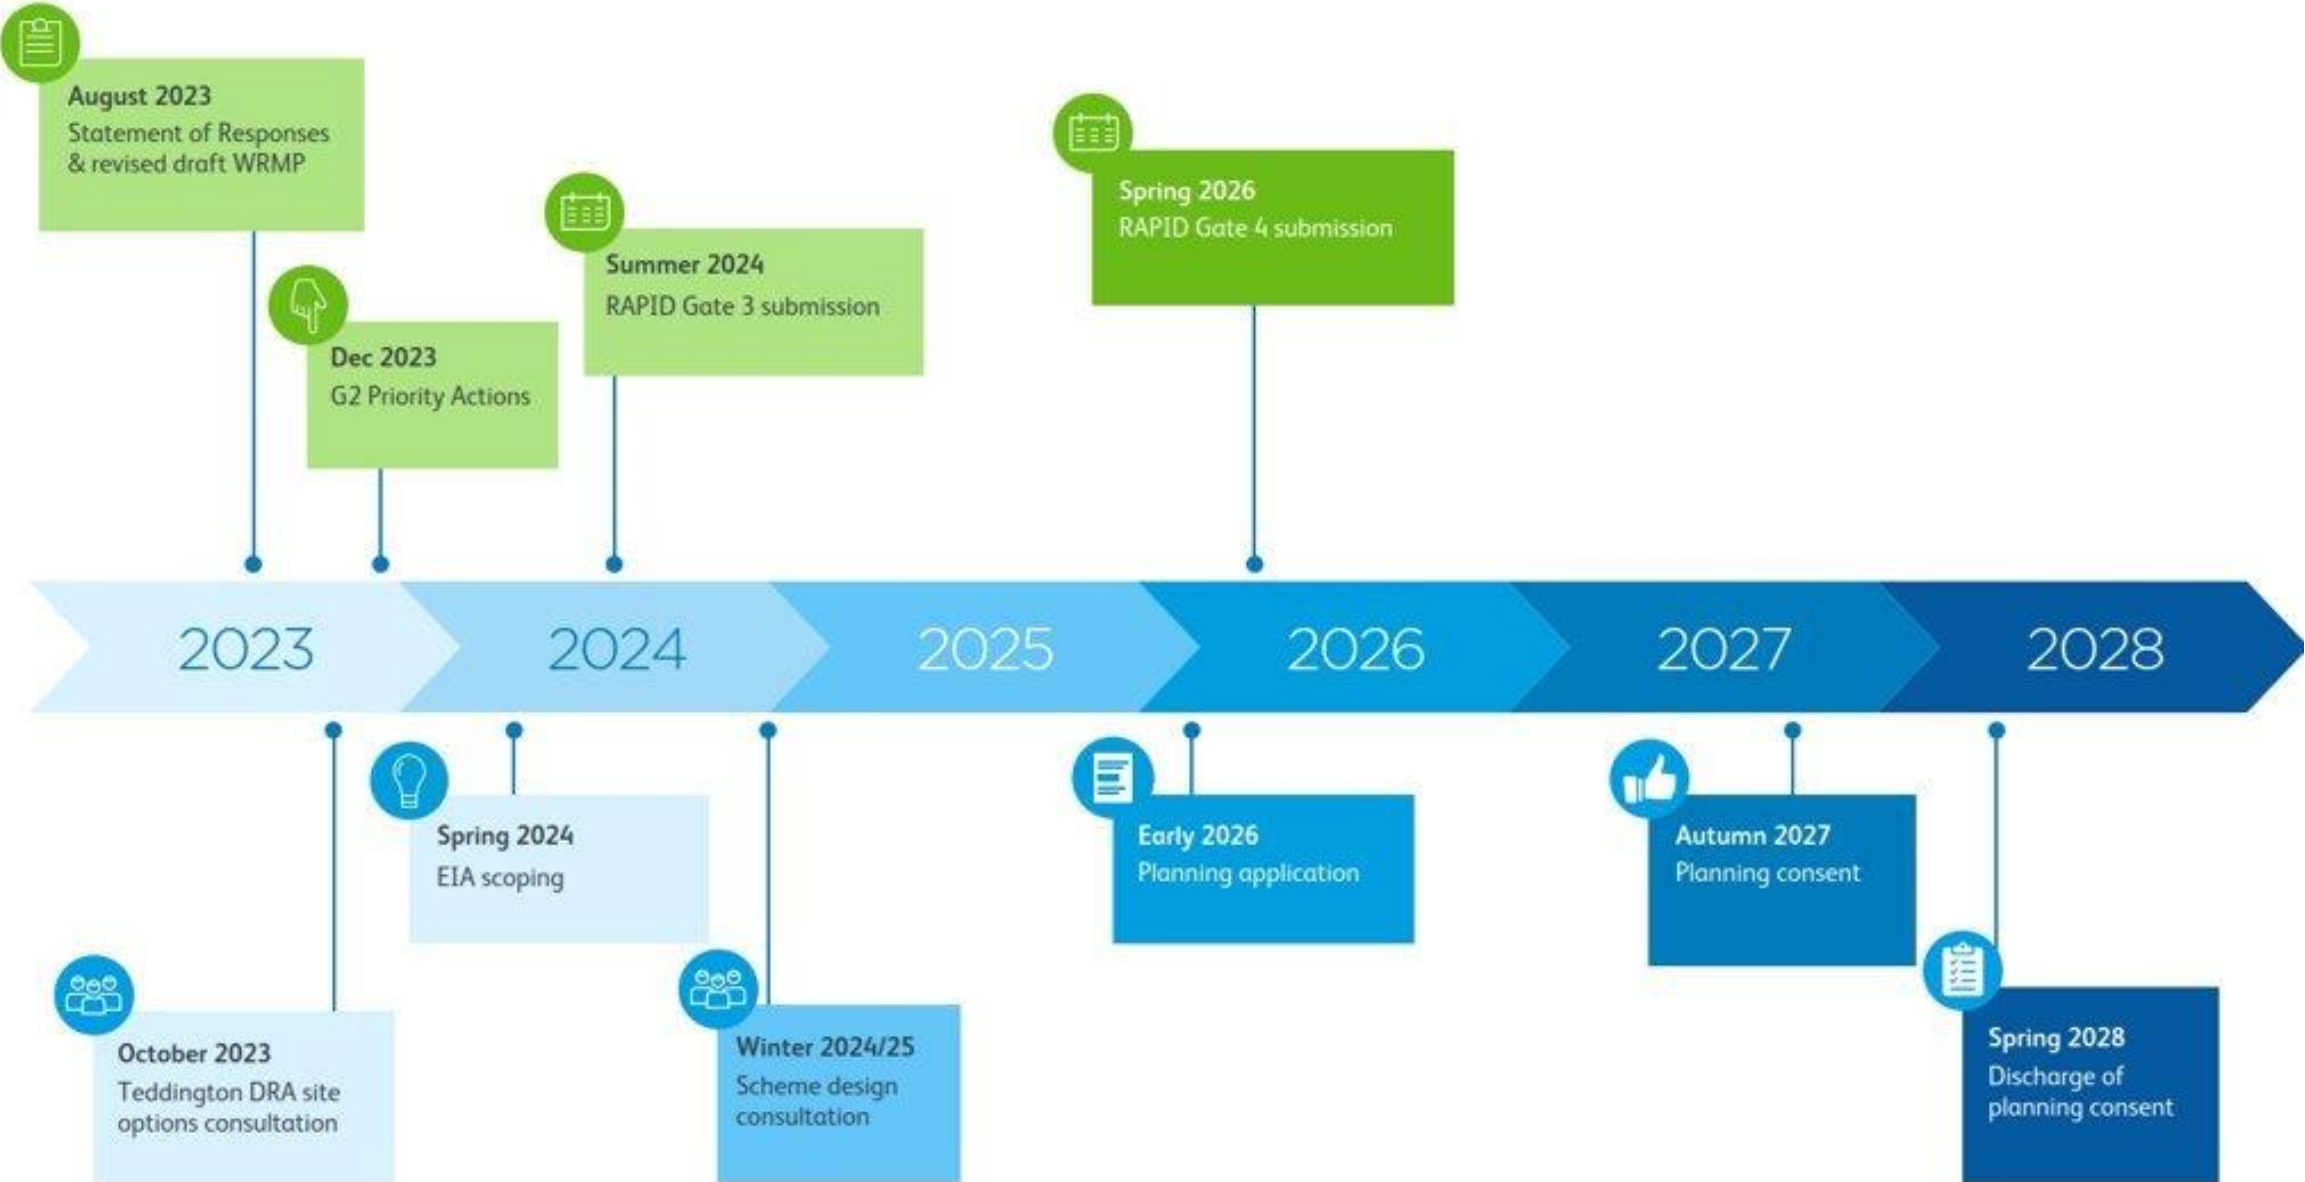 August 2023
Statement of Responses
& revised draft WRMP
Dec 2023
G2 Priority Actions
Summer 2024
RAPID Gate 3 submission
Spring 2026
RAPID Gate 4 submission
2023
2024
2025
2026
2027
2028
October 2023
Teddington DRA site
options consultation
Spring 2024
EIA scoping
Winter 2024/25
Scheme design
consultation
Early 2026
Planning application
Autumn 2027
Planning consent
Spring 2028
Discharge of
planning consent